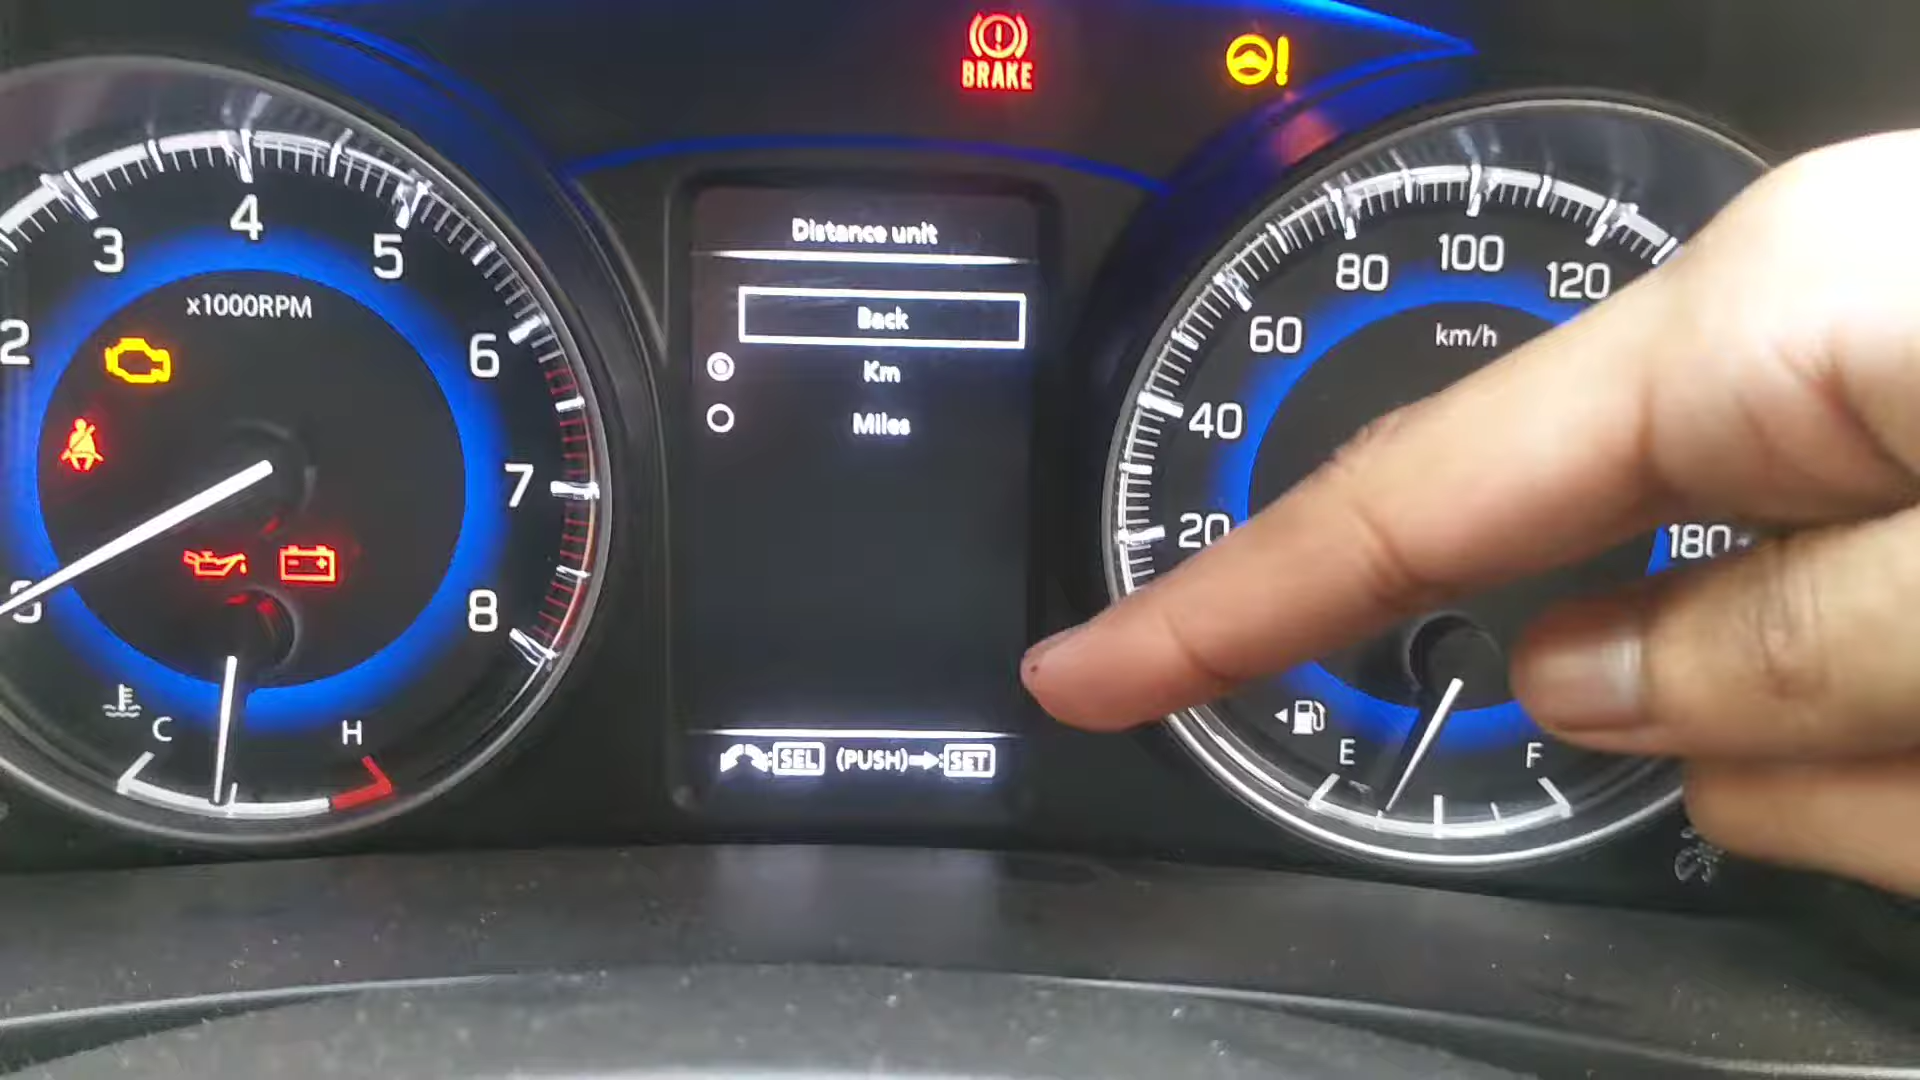 BRAKE
2
3
4
5
6
7
8
x1000RPM
C
H
Distance unit
Back
Km
Miles
SEL (PUSH) SET
20
40
60
80
100
120
180
km/h
E
F